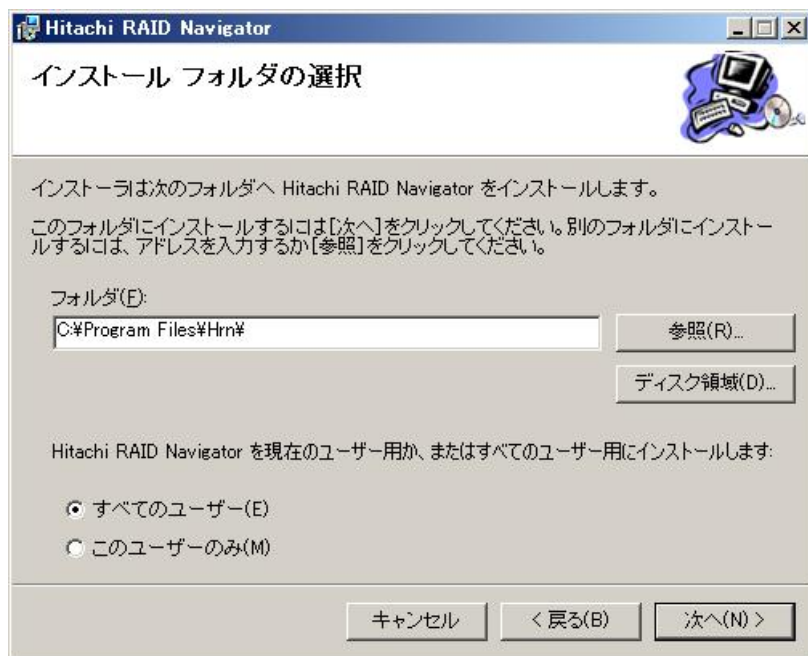 Hitachi RAID Navigator
インストール フォルダの選択
インストーラは次のフォルダへ Hitachi RAID Navigator をインストールします。
このフォルダにインストールするには[次へ]をクリックしてください。別のフォルダにインストー
ルするには、アドレスを入力するか[参照]をクリックしてください。
フォルダ(F):
C:¥Program Files¥Hrn¥
参照(R)...
ディスク領域(D)...
Hitachi RAID Navigator を現在のユーザー用か、またはすべてのユーザー用にインストールします:
すべてのユーザー(E)
このユーザーのみ(M)
キャンセル
< 戻る(B)
次へ(N) >